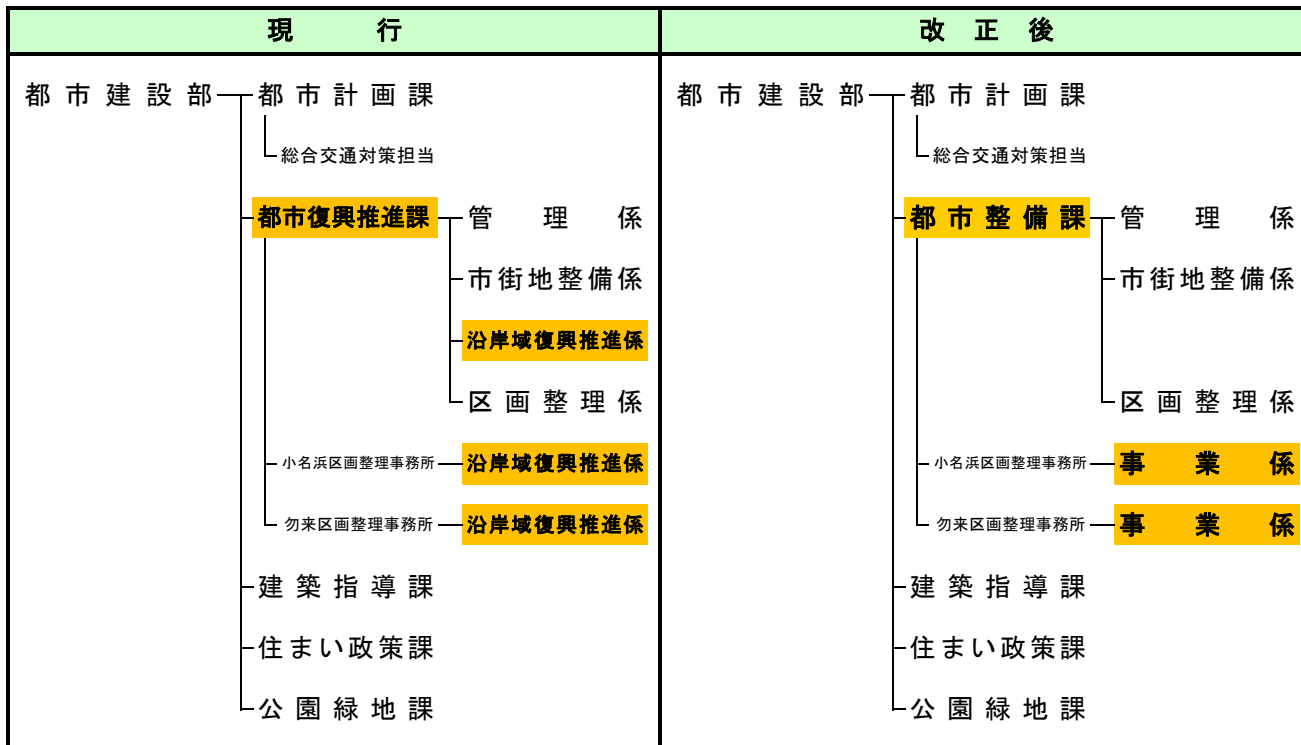 現行
都市建設部 都市計画課
総合交通対策担当
都市復興推進課 管理係
市街地整備係
沿岸域復興推進係
区画整理係
小名浜区画整理事務所 沿岸域復興推進係
勿来区画整理事務所 沿岸域復興推進係
建築指導課
住まい政策課
公園緑地課
改正後
都市建設部 都市計画課
総合交通対策担当
都市整備課 管理係
市街地整備係
区画整理係
小名浜区画整理事務所 事業係
勿来区画整理事務所 事業係
建築指導課
住まい政策課
公園緑地課